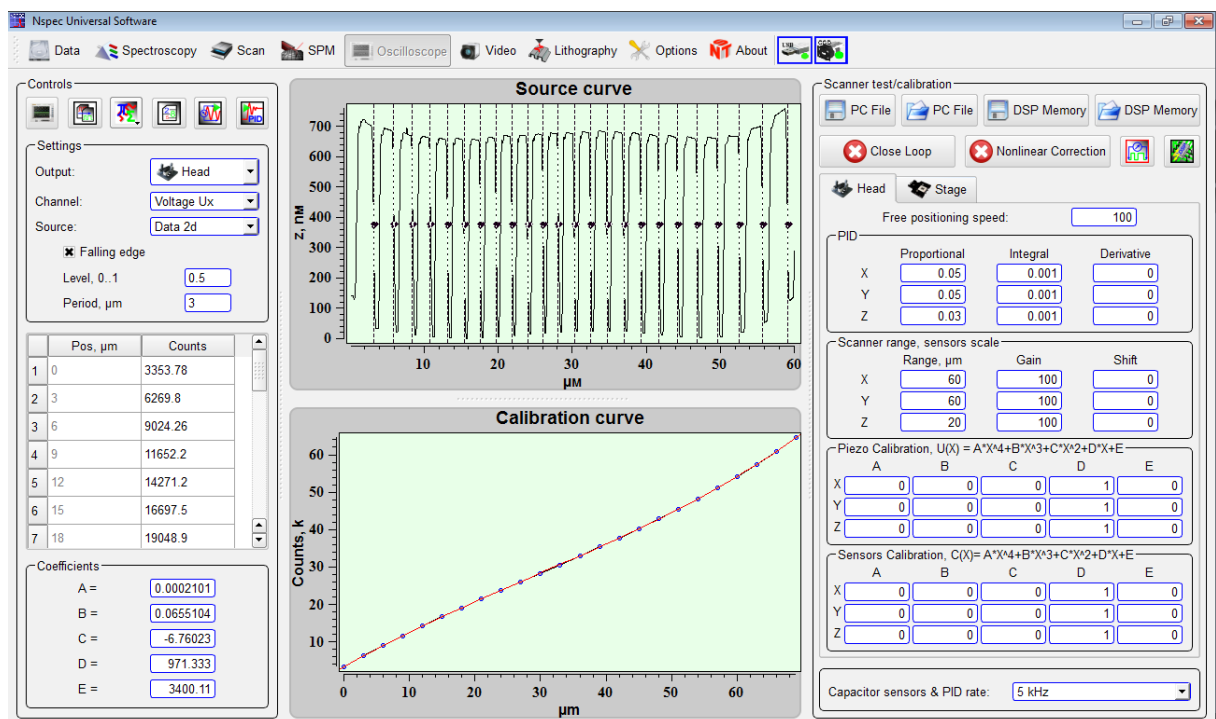 Nspec Universal Software
Data Spectroscopy Scan SPM Oscilloscope Video Lithography Options About
Controls
PID
Settings
Output: Head
Channel: Voltage Ux
Source: Data 2d
Falling edge
Level, 0..1 0.5
Period, µm 3
Pos, µm Counts
1 0 3353.78
2 3 6269.8
3 6 9024.26
4 9 11652.2
5 12 14271.2
6 15 16697.5
7 18 19048.9
Coefficients
A = 0.0002101
B = 0.0655104
C = -6.76023
D = 971.333
E = 3400.11
Source curve
z, nм
700
600
500
400
300
200
100
0
10 20 30 40 50 60
µм
Calibration curve
Counts, k
60
50
40
30
20
10
0 10 20 30 40 50 60
µm
Scanner test/calibration
PC File PC File DSP Memory DSP Memory
Close Loop Nonlinear Correction
Head Stage
Free positioning speed: 100
PID
Proportional Integral Derivative
X 0.05 0.001 0
Y 0.05 0.001 0
Z 0.03 0.001 0
Scanner range, sensors scale
Range, µm Gain Shift
X 60 100 0
Y 60 100 0
Z 20 100 0
Piezo Calibration, U(X) = A*X^4+B*X^3+C*X^2+D*X+E
A B C D E
X 0 0 0 1 0
Y 0 0 0 1 0
Z 0 0 0 1 0
Sensors Calibration, C(X)= A*X^4+B*X^3+C*X^2+D*X+E
A B C D E
X 0 0 0 1 0
Y 0 0 0 1 0
Z 0 0 0 1 0
Capacitor sensors & PID rate: 5 kHz